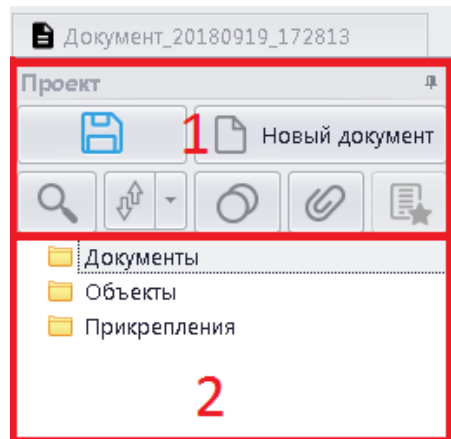 Документ_20180919_172813
Проект
1 Новый документ
Документы
Объекты
Прикрепления
2